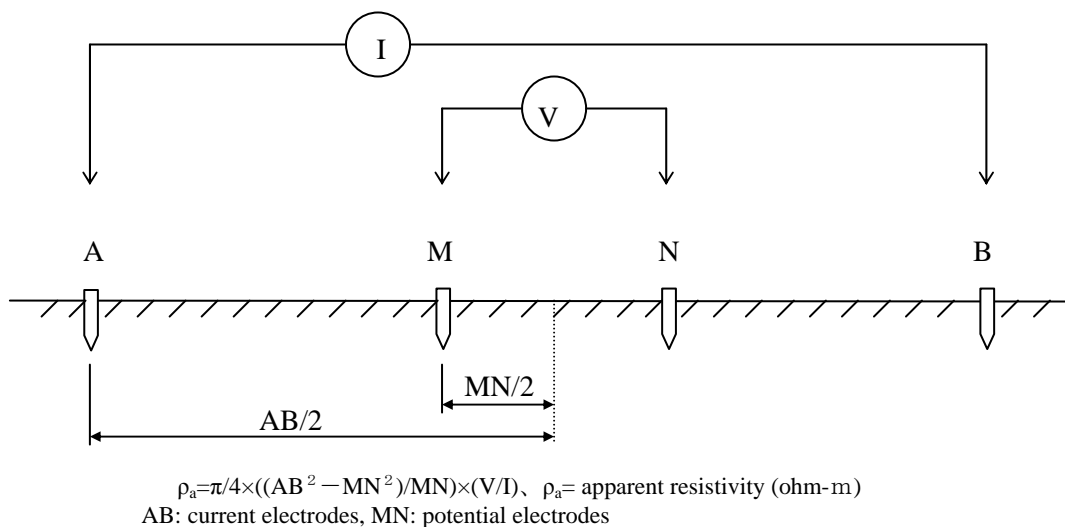 I
V
A M N B
MN/2
AB/2
ρa=π/4×((AB²-MN²)/MN)×(V/I)、ρa= apparent resistivity (ohm-m)
AB: current electrodes, MN: potential electrodes